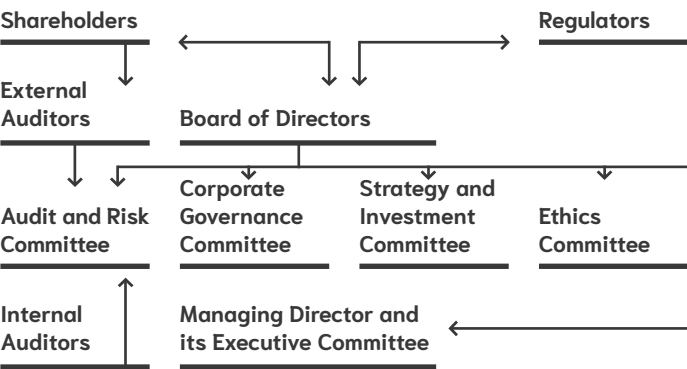 Shareholders
Regulators
External
Auditors
Board of Directors
Audit and Risk
Committee
Corporate
Governance
Committee
Strategy and
Investment
Committee
Ethics
Committee
Internal
Auditors
Managing Director and
its Executive Committee